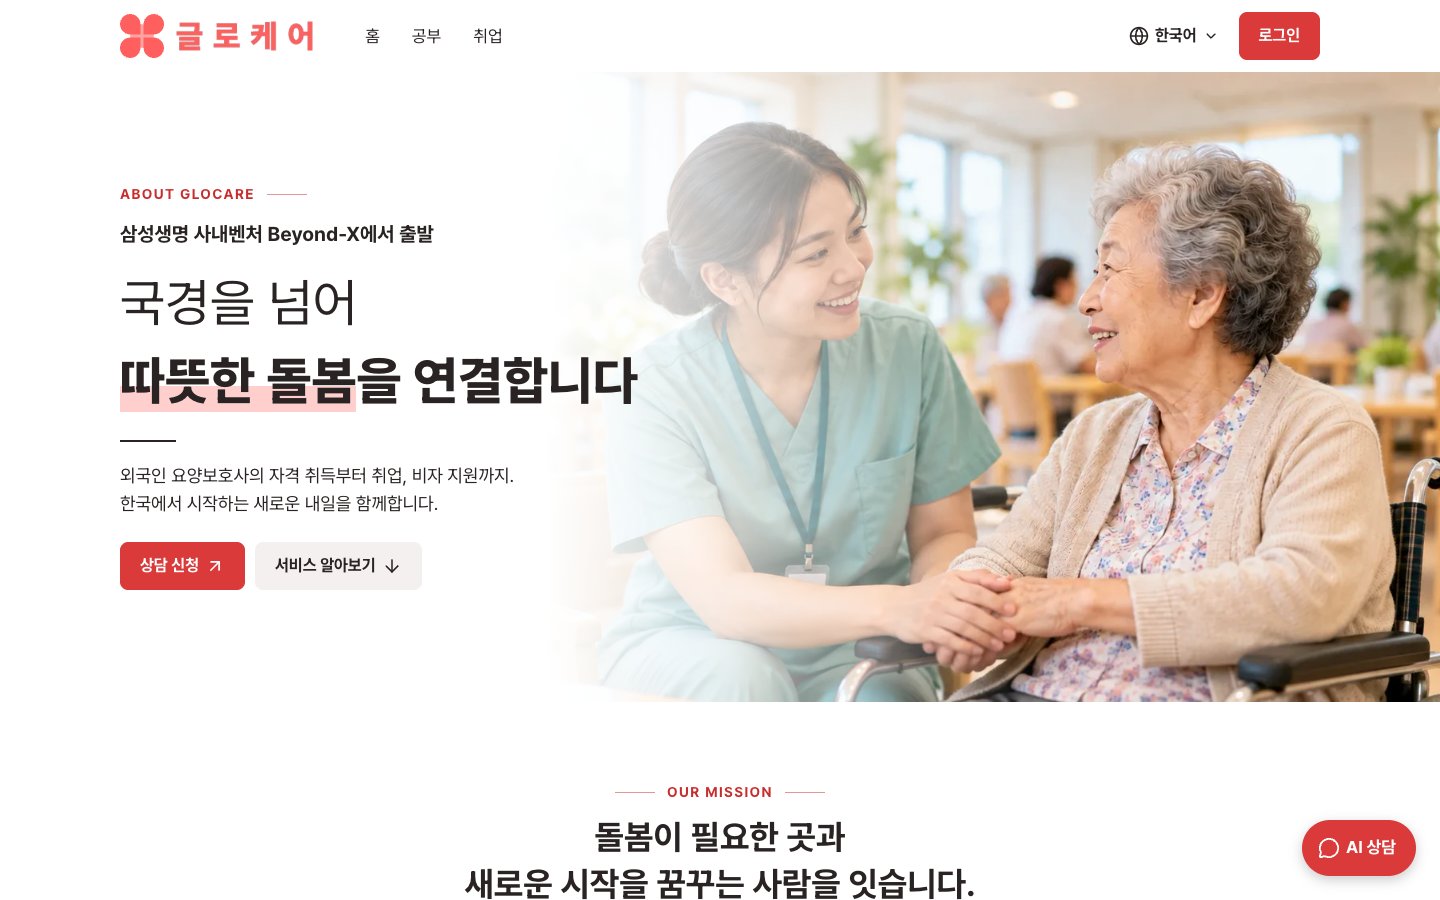 글로케어
홈 공부 취업
한국어
로그인
ABOUT GLOCARE
삼성생명 사내벤처 Beyond-X에서 출발
국경을 넘어
따뜻한 돌봄을 연결합니다
외국인 요양보호사의 자격 취득부터 취업, 비자 지원까지.
한국에서 시작하는 새로운 내일을 함께합니다.
상담 신청
서비스 알아보기
OUR MISSION
돌봄이 필요한 곳과
새로운 시작을 꿈꾸는 사람을 잇습니다.
AI 상담